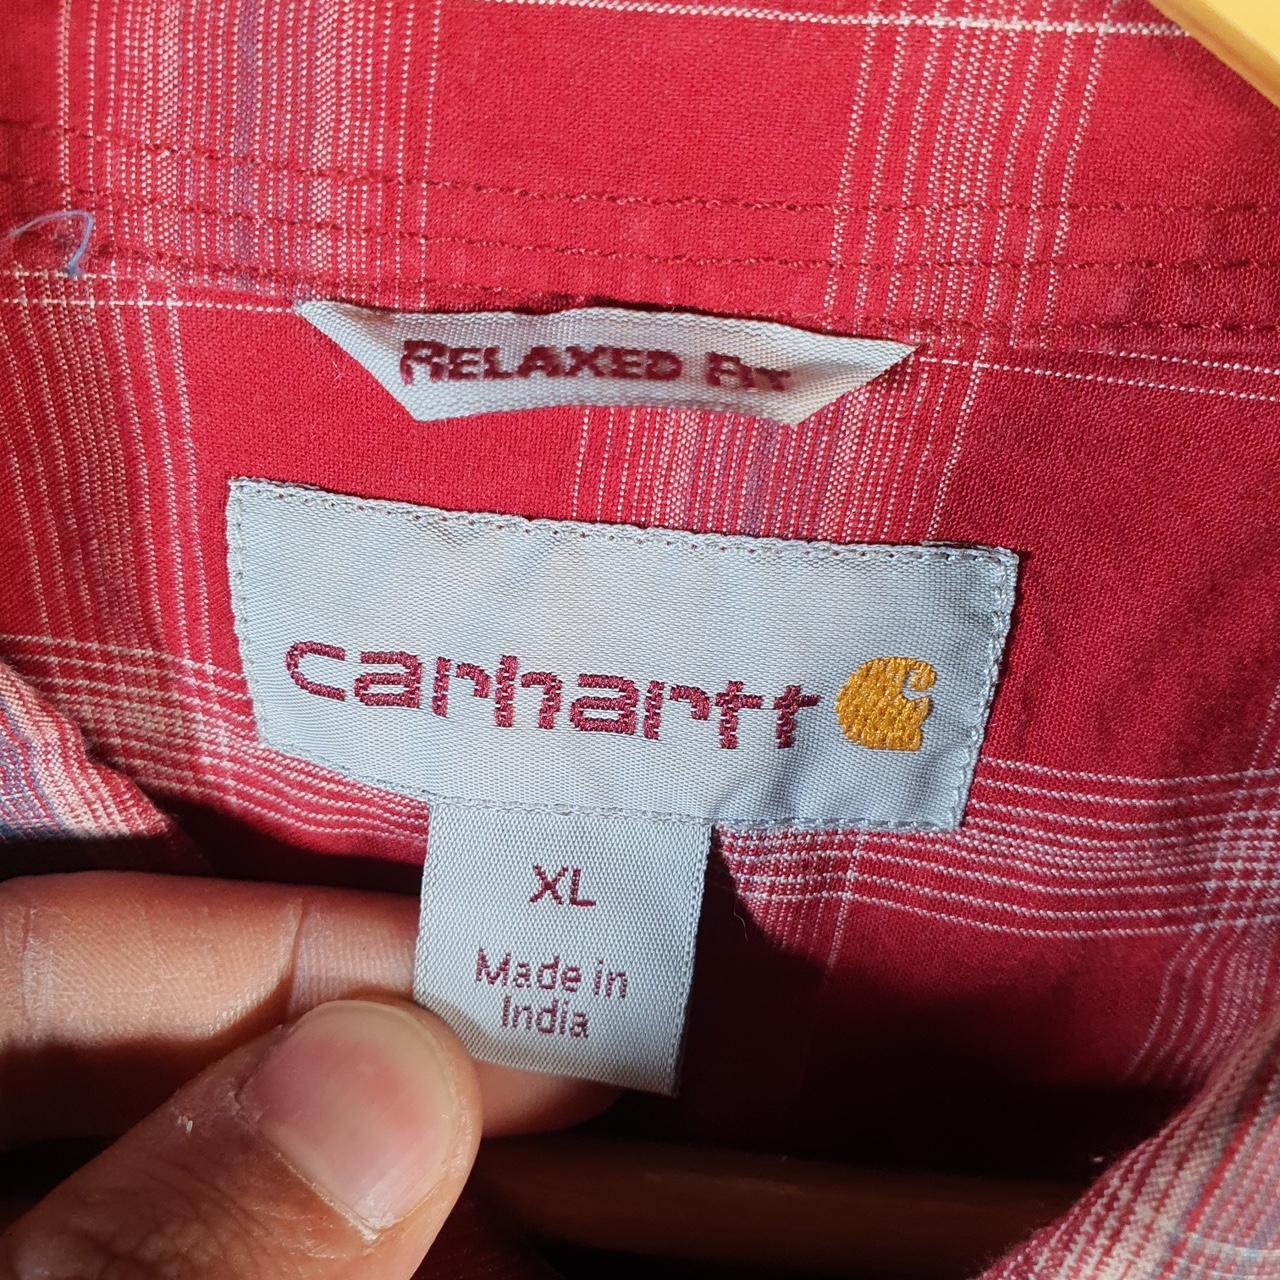 RELAXED FIT
carhartt
XL
Made in
India